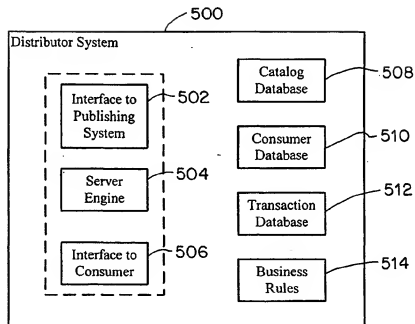 500
Distributor System
Interface to
Publishing
System
502
Server
Engine
504
Interface to
Consumer
506
Catalog
Database
508
Consumer
Database
510
Transaction
Database
512
Business
Rules
514